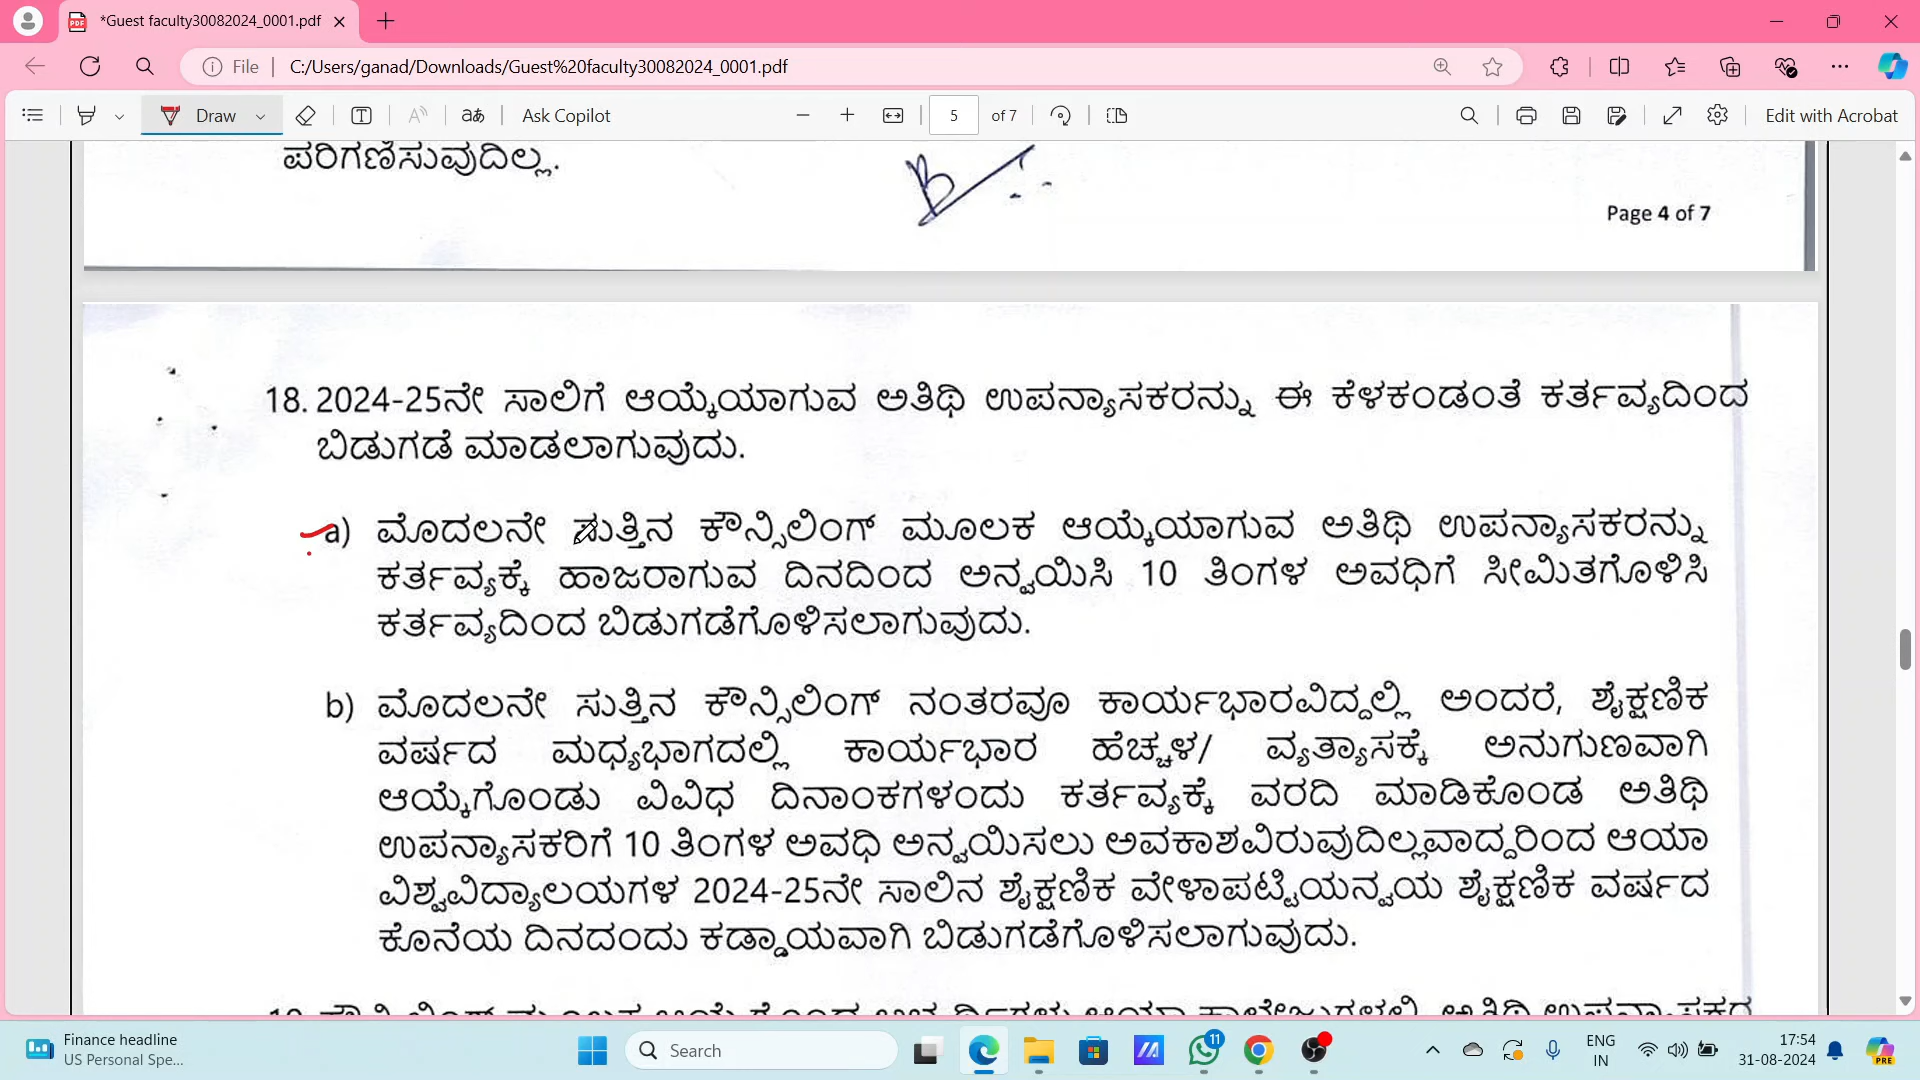 *Guest faculty30082024_0001.pdf
File
C:/Users/ganad/Downloads/Guest%20faculty30082024_0001.pdf
Draw
Ask Copilot
5
of 7
Edit with Acrobat
ಪರಿಗಣಿಸುವುದಿಲ್ಲ.
Page 4 of 7
18. 2024-25ನೇ ಸಾಲಿಗೆ ಆಯ್ಕೆಯಾಗುವ ಅತಿಥಿ ಉಪನ್ಯಾಸಕರನ್ನು ಈ ಕೆಳಕಂಡಂತೆ ಕರ್ತವ್ಯದಿಂದ
ಬಿಡುಗಡೆ ಮಾಡಲಾಗುವುದು.
a) ಮೊದಲನೇ ಸುತ್ತಿನ ಕೌನ್ಸಿಲಿಂಗ್ ಮೂಲಕ ಆಯ್ಕೆಯಾಗುವ ಅತಿಥಿ ಉಪನ್ಯಾಸಕರನ್ನು
ಕರ್ತವ್ಯಕ್ಕೆ ಹಾಜರಾಗುವ ದಿನದಿಂದ ಅನ್ವಯಿಸಿ 10 ತಿಂಗಳ ಅವಧಿಗೆ ಸೀಮಿತಗೊಳಿಸಿ
ಕರ್ತವ್ಯದಿಂದ ಬಿಡುಗಡೆಗೊಳಿಸಲಾಗುವುದು.
b) ಮೊದಲನೇ ಸುತ್ತಿನ ಕೌನ್ಸಿಲಿಂಗ್ ನಂತರವೂ ಕಾರ್ಯಭಾರವಿದ್ದಲ್ಲಿ ಅಂದರೆ, ಶೈಕ್ಷಣಿಕ
ವರ್ಷದ ಮಧ್ಯಭಾಗದಲ್ಲಿ ಕಾರ್ಯಭಾರ ಹೆಚ್ಚಳ/ ವ್ಯತ್ಯಾಸಕ್ಕೆ ಅನುಗುಣವಾಗಿ
ಆಯ್ಕೆಗೊಂಡು ವಿವಿಧ ದಿನಾಂಕಗಳಂದು ಕರ್ತವ್ಯಕ್ಕೆ ವರದಿ ಮಾಡಿಕೊಂಡ ಅತಿಥಿ
ಉಪನ್ಯಾಸಕರಿಗೆ 10 ತಿಂಗಳ ಅವಧಿ ಅನ್ವಯಿಸಲು ಅವಕಾಶವಿರುವುದಿಲ್ಲವಾದ್ದರಿಂದ ಆಯಾ
ವಿಶ್ವವಿದ್ಯಾಲಯಗಳ 2024-25ನೇ ಸಾಲಿನ ಶೈಕ್ಷಣಿಕ ವೇಳಾಪಟ್ಟಿಯನ್ವಯ ಶೈಕ್ಷಣಿಕ ವರ್ಷದ
ಕೊನೆಯ ದಿನದಂದು ಕಡ್ಡಾಯವಾಗಿ ಬಿಡುಗಡೆಗೊಳಿಸಲಾಗುವುದು.
Finance headline
US Personal Spe...
Search
11
ENG
IN
17:54
31-08-2024
PRE